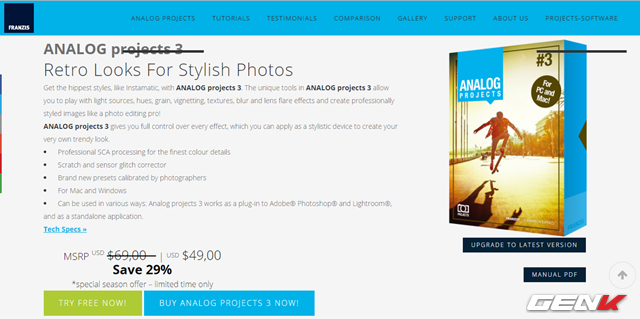 FRANZIS
ANALOG PROJECTS TUTORIALS TESTIMONIALS COMPARISON GALLERY SUPPORT ABOUT US PROJECTS-SOFTWARE
ANALOG projects 3
Retro Looks For Stylish Photos
Get the hippest styles, like Instamatic, with ANALOG projects 3. The unique tools in ANALOG projects 3 allow
you to play with light sources, hues, grain, vignetting, textures, blur and lens flare effects and create professionally
styled images like a photo editing pro!
ANALOG projects 3 gives you full control over every effect, which you can apply as a stylistic device to create your
very own trendy look.
• Professional SCA processing for the finest colour details
• Scratch and sensor glitch corrector
• Brand new presets calibrated by photographers
• For Mac and Windows
• Can be used in various ways: Analog projects 3 works as a plug-in to Adobe® Photoshop® and Lightroom®,
and as a standalone application.
Tech Specs »
MSRP USD $69,00 | USD $49,00
Save 29%
*special season offer – limited time only
TRY FREE NOW!
BUY ANALOG PROJECTS 3 NOW!
ANALOG
PROJECTS
#3
For
PC and
Mac!
PROJECTS
UPGRADE TO LATEST VERSION
MANUAL PDF
GENK